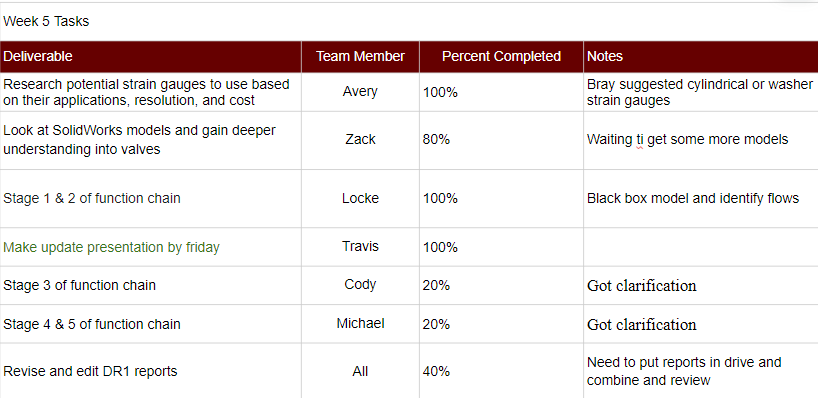 Week 5 Tasks
Deliverable Team Member Percent Completed Notes
Research potential strain gauges to use based
on their applications, resolution, and cost
Avery
100%
Bray suggested cylindrical or washer
strain gauges
Look at SolidWorks models and gain deeper
understanding into valves
Zack
80%
Waiting ti get some more models
Stage 1 & 2 of function chain
Locke
100%
Black box model and identify flows
Make update presentation by friday
Travis
100%
Stage 3 of function chain
Cody
20%
Got clarification
Stage 4 & 5 of function chain
Michael
20%
Got clarification
Revise and edit DR1 reports
All
40%
Need to put reports in drive and
combine and review